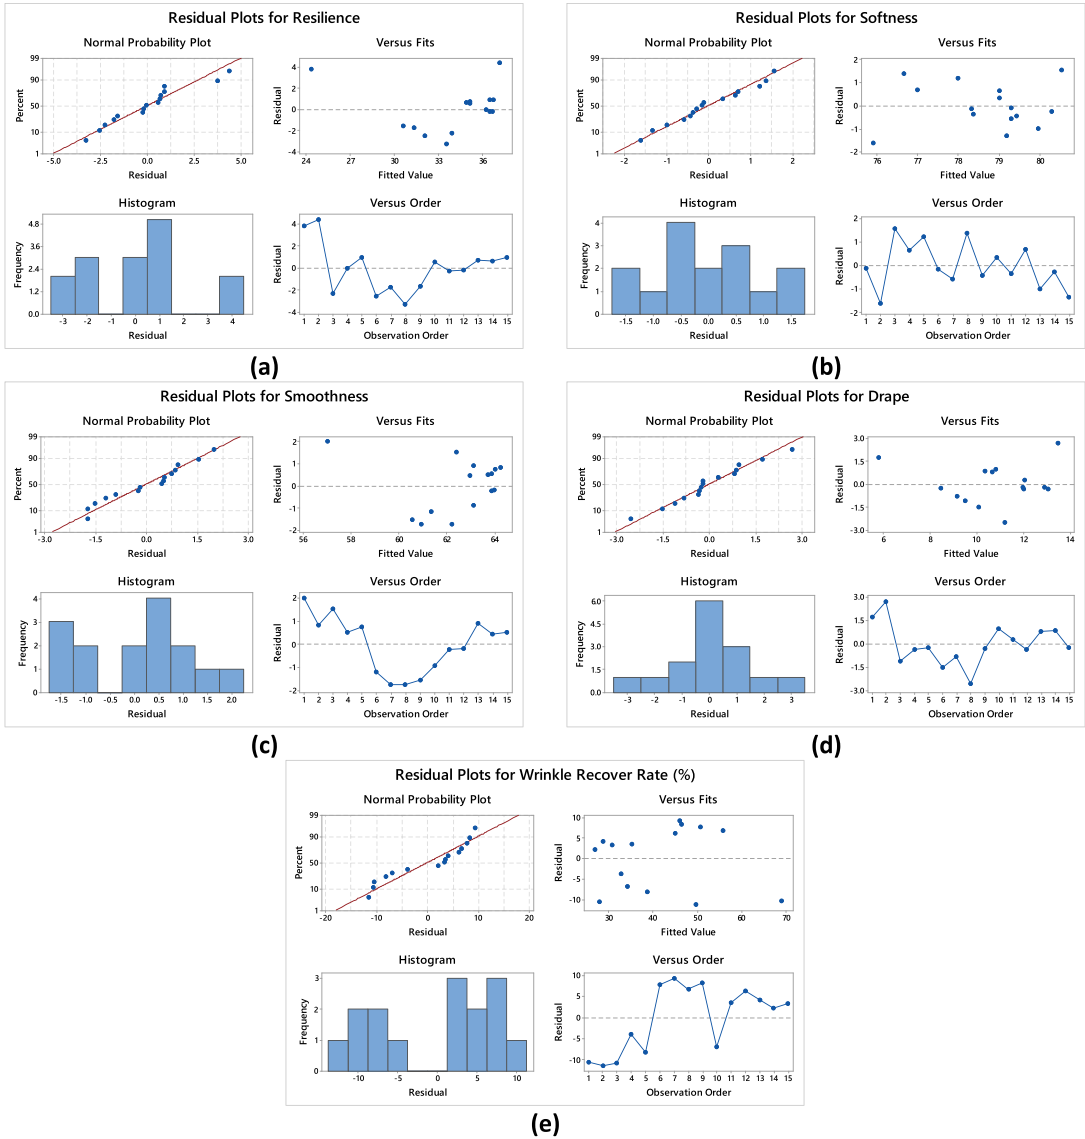 Residual Plots for Resilience
Normal Probability Plot
Percent
99
90
50
10
1
-5.0 -2.5 0.0 2.5 5.0
Residual
Versus Fits
Residual
4
2
0
-2
-4
24 27 30 33 36
Fitted Value
Histogram
Frequency
4.8
3.6
2.4
1.2
0.0
-3 -2 -1 0 1 2 3 4
Residual
Versus Order
Residual
4
2
0
-2
-4
1 2 3 4 5 6 7 8 9 10 11 12 13 14 15
Observation Order
(a)
Residual Plots for Softness
Normal Probability Plot
Percent
99
90
50
10
1
-2 -1 0 1 2
Residual
Versus Fits
Residual
2
1
0
-1
-2
76 77 78 79 80
Fitted Value
Histogram
Frequency
4
3
2
1
0
-1.5 -1.0 -0.5 0.0 0.5 1.0 1.5
Residual
Versus Order
Residual
2
1
0
-1
-2
1 2 3 4 5 6 7 8 9 10 11 12 13 14 15
Observation Order
(b)
Residual Plots for Smoothness
Normal Probability Plot
Percent
99
90
50
10
1
-3.0 -1.5 0.0 1.5 3.0
Residual
Versus Fits
Residual
2
1
0
-1
-2
56 58 60 62 64
Fitted Value
Histogram
Frequency
4
3
2
1
0
-1.5 -1.0 -0.5 0.0 0.5 1.0 1.5 2.0
Residual
Versus Order
Residual
2
1
0
-1
-2
1 2 3 4 5 6 7 8 9 10 11 12 13 14 15
Observation Order
(c)
Residual Plots for Drape
Normal Probability Plot
Percent
99
90
50
10
1
-3.0 -1.5 0.0 1.5 3.0
Residual
Versus Fits
Residual
3.0
1.5
0.0
-1.5
-3.0
6 8 10 12 14
Fitted Value
Histogram
Frequency
6.0
4.5
3.0
1.5
0.0
-3 -2 -1 0 1 2 3
Residual
Versus Order
Residual
3.0
1.5
0.0
-1.5
-3.0
1 2 3 4 5 6 7 8 9 10 11 12 13 14 15
Observation Order
(d)
Residual Plots for Wrinkle Recover Rate (%)
Normal Probability Plot
Percent
99
90
50
10
1
-20 -10 0 10 20
Residual
Versus Fits
Residual
10
5
0
-5
-10
30 40 50 60 70
Fitted Value
Histogram
Frequency
3
2
1
0
-10 -5 0 5 10
Residual
Versus Order
Residual
10
5
0
-5
-10
1 2 3 4 5 6 7 8 9 10 11 12 13 14 15
Observation Order
(e)